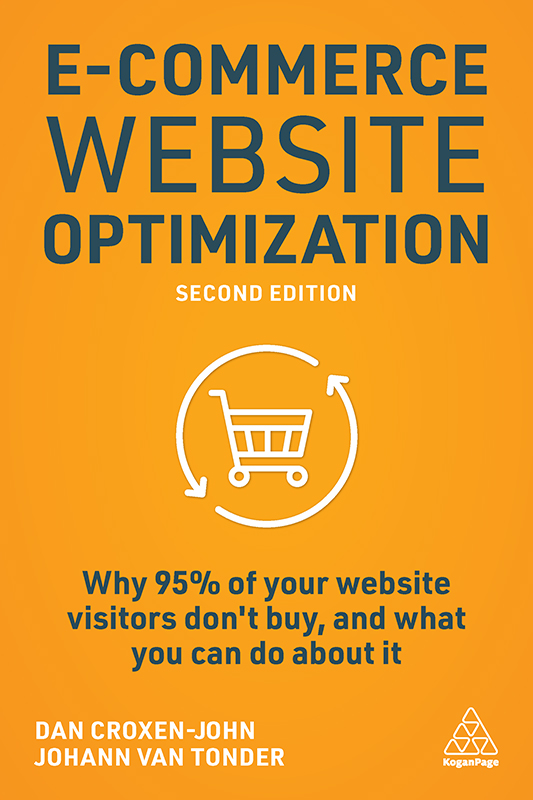 E-COMMERCE
WEBSITE
OPTIMIZATION
SECOND EDITION
Why 95% of your website
visitors don't buy, and what
you can do about it
DAN CROXEN-JOHN
JOHANN VAN TONDER
KoganPage